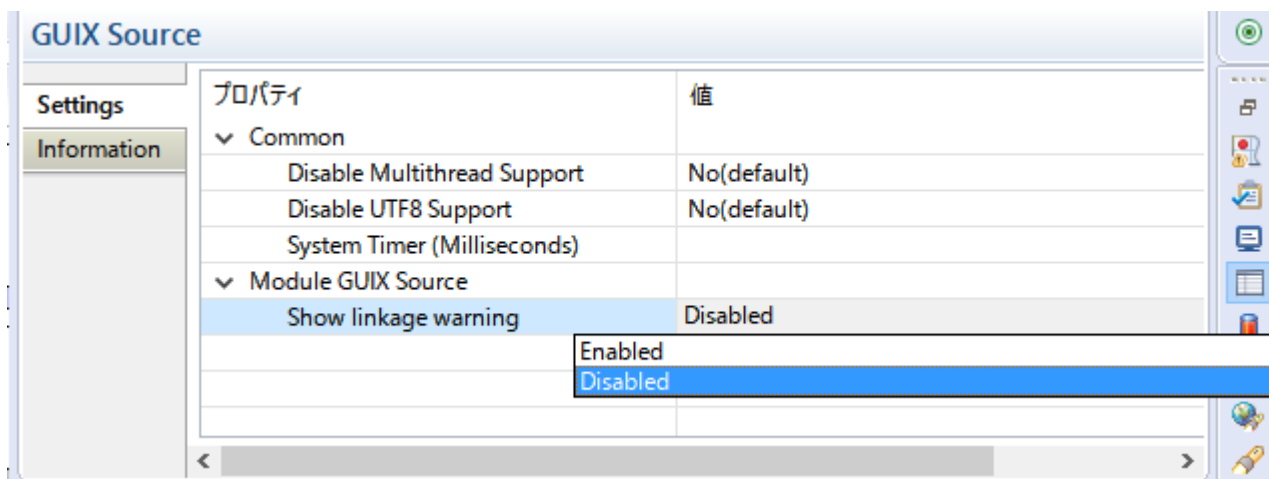 GUIX Source
Settings
Information
プロパティ 値
Common
Disable Multithread Support No(default)
Disable UTF8 Support No(default)
System Timer (Milliseconds)
Module GUIX Source
Show linkage warning Disabled
Enabled
Disabled